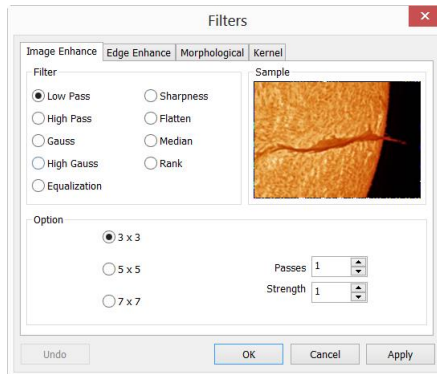 Filters
Image Enhance Edge Enhance Morphological Kernel
Filter
Low Pass
High Pass
Gauss
High Gauss
Equalization
Sharpness
Flatten
Median
Rank
Sample
Option
3 x 3
5 x 5
7 x 7
Passes 1
Strength 1
Undo OK Cancel Apply